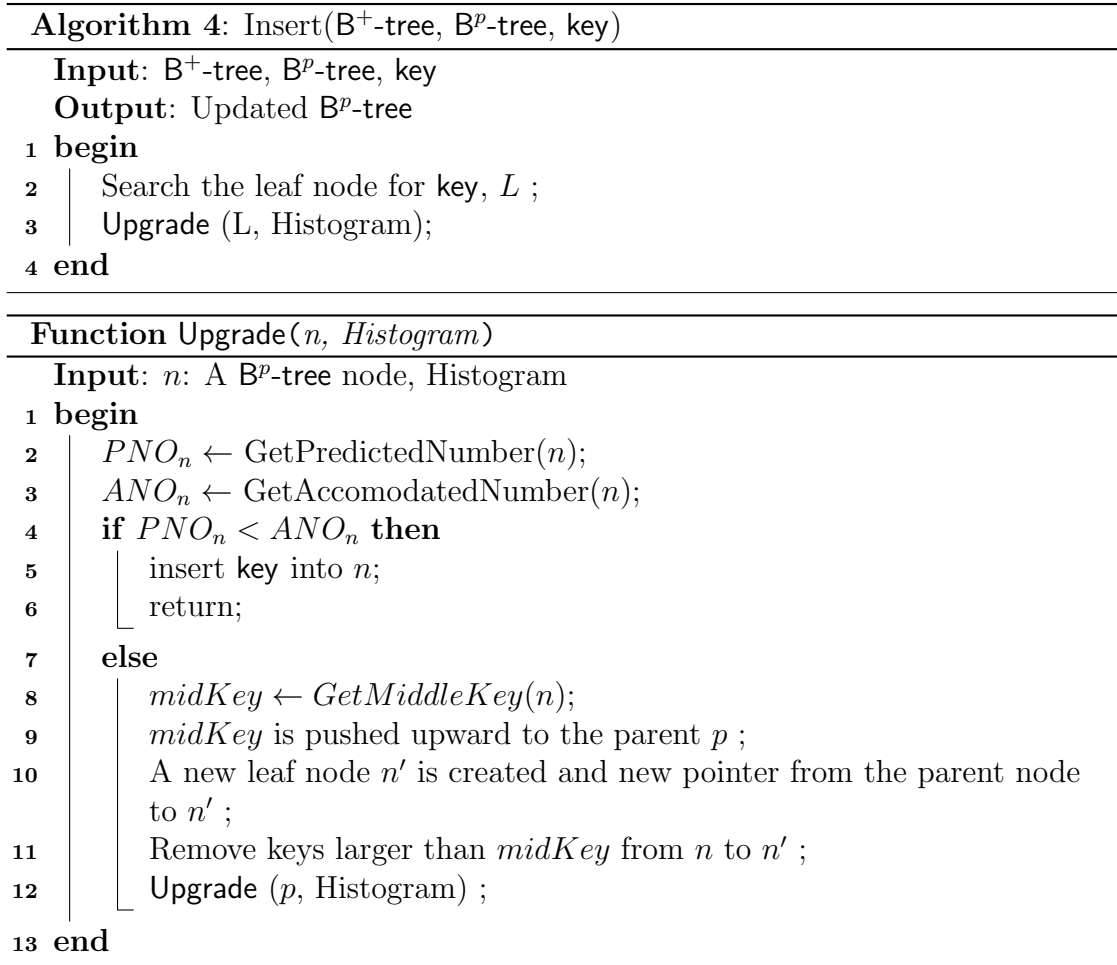 Algorithm 4: Insert(B⁺-tree, Bᵖ-tree, key)
Input: B⁺-tree, Bᵖ-tree, key
Output: Updated Bᵖ-tree
1 begin
2 Search the leaf node for key, L ;
3 Upgrade (L, Histogram);
4 end
Function Upgrade(n, Histogram)
Input: n: A Bᵖ-tree node, Histogram
1 begin
2 PNOₙ ← GetPredictedNumber(n);
3 ANOₙ ← GetAccomodatedNumber(n);
4 if PNOₙ < ANOₙ then
5 insert key into n;
6 return;
7 else
8 midKey ← GetMiddleKey(n);
9 midKey is pushed upward to the parent p ;
10 A new leaf node n′ is created and new pointer from the parent node
to n′ ;
11 Remove keys larger than midKey from n to n′ ;
12 Upgrade (p, Histogram) ;
13 end